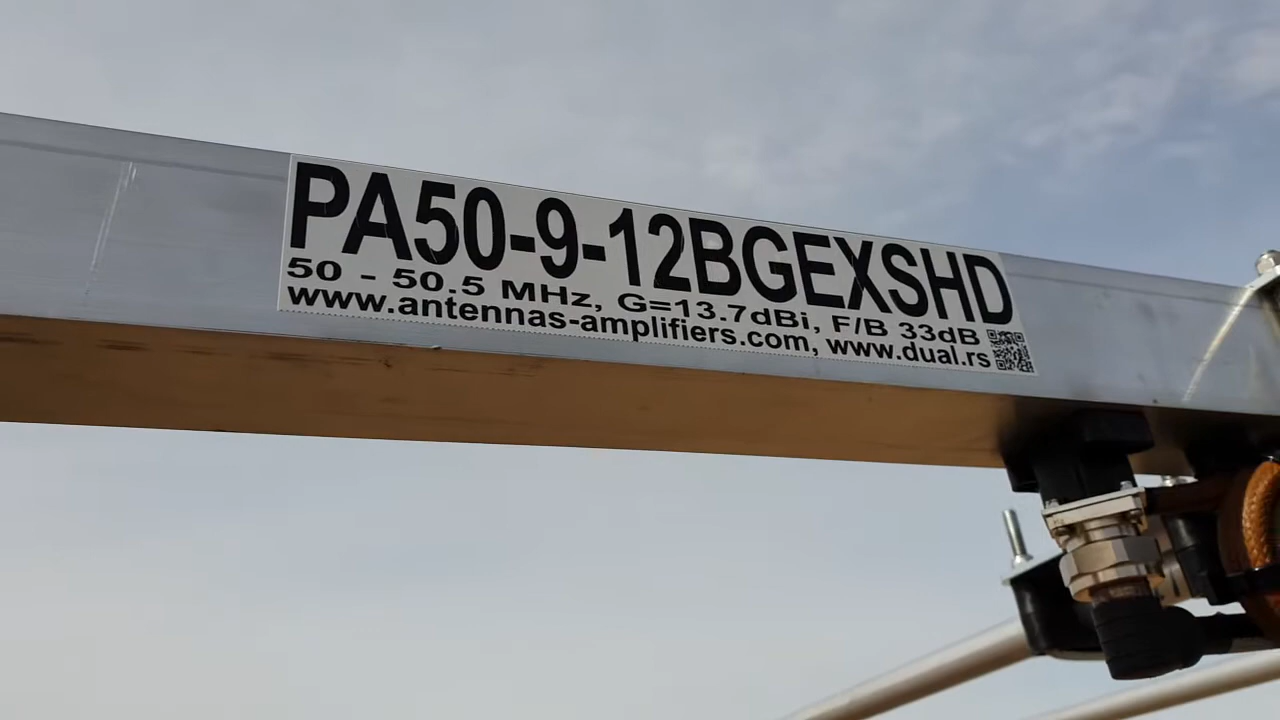 PA50-9-12BGEXSHD
50 - 50.5 MHz, G=13.7dBi, F/B 33dB
www.antennas-amplifiers.com, www.dual.rs